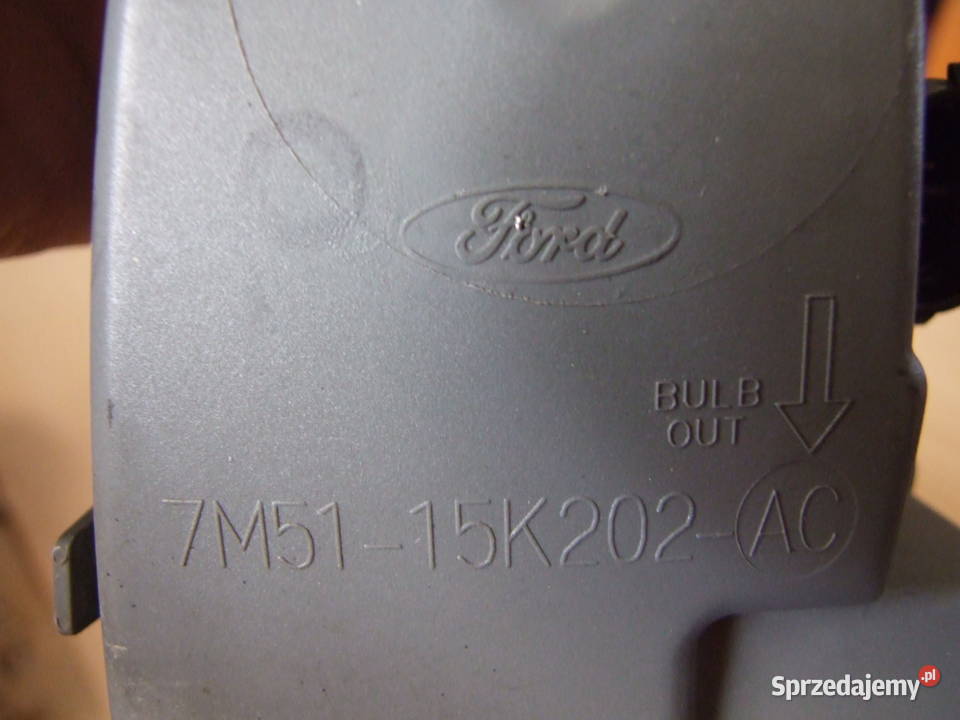 Ford
BULB
OUT
7M51-15K202-AC
Sprzedajemy.pl